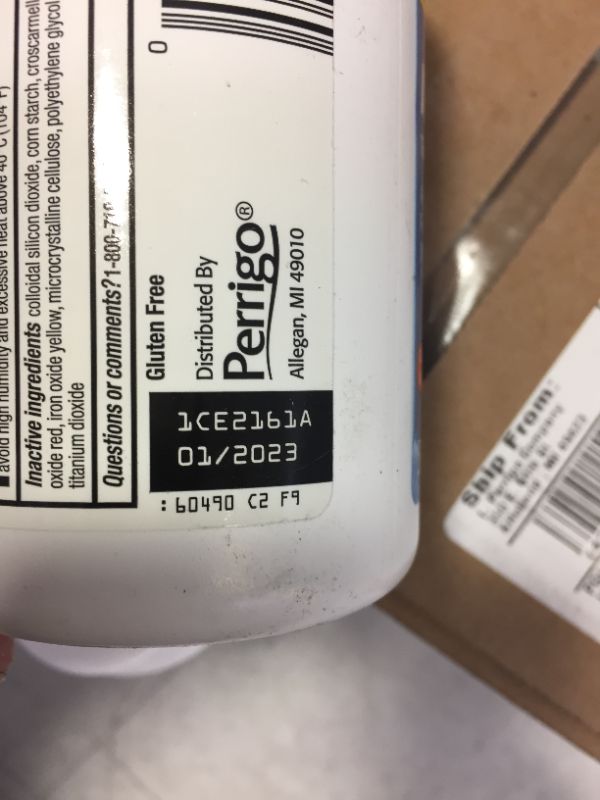 avoid high humidity and excessive heat above 40°C (104°F)
Inactive ingredients colloidal silicon dioxide, corn starch, croscarmell
oxide red, iron oxide yellow, microcrystalline cellulose, polyethylene glycol
titanium dioxide
Questions or comments? 1-800-719
0
Gluten Free
Distributed By
Perrigo®
Allegan, MI 49010
1CE2161A
01/2023
: 60490 C2 F9
Ship From: